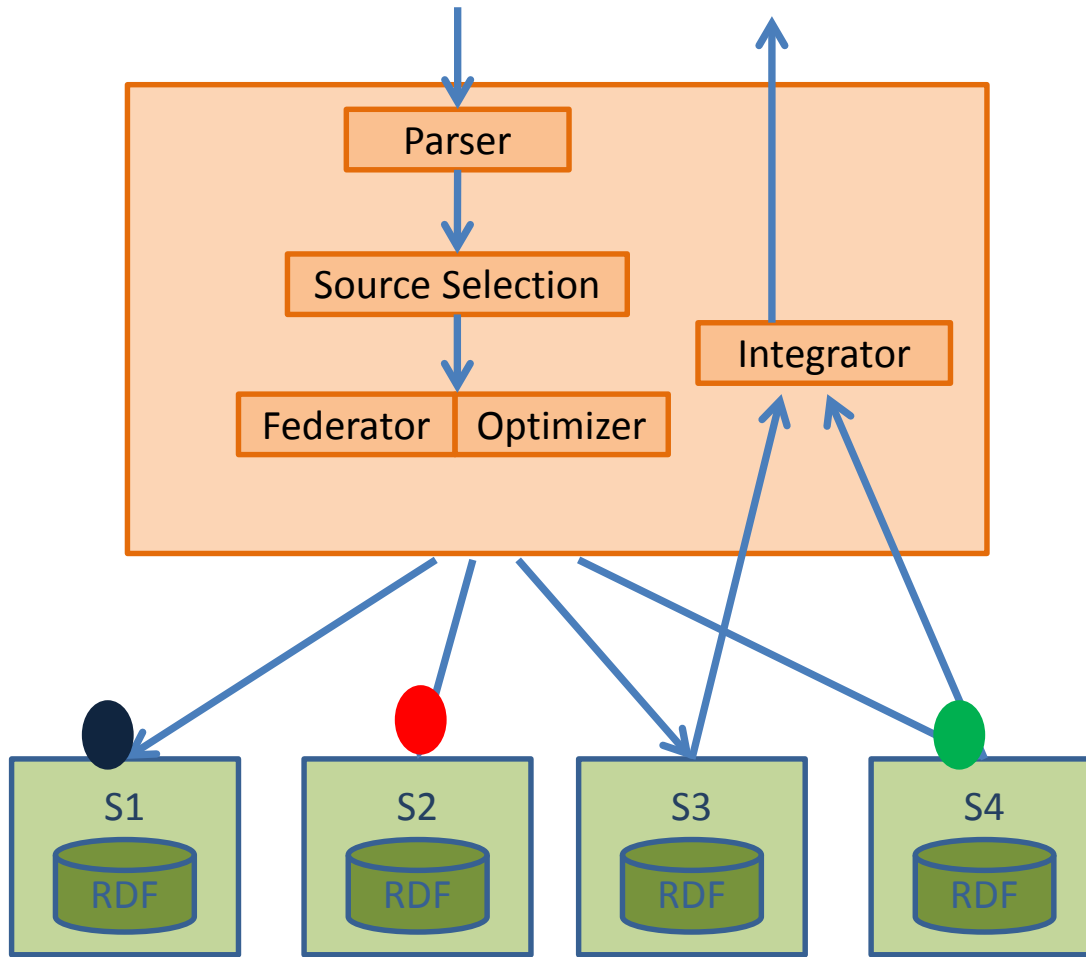 Parser
Source Selection
Integrator
Federator
Optimizer
S1
S2
S3
S4
RDF
RDF
RDF
RDF